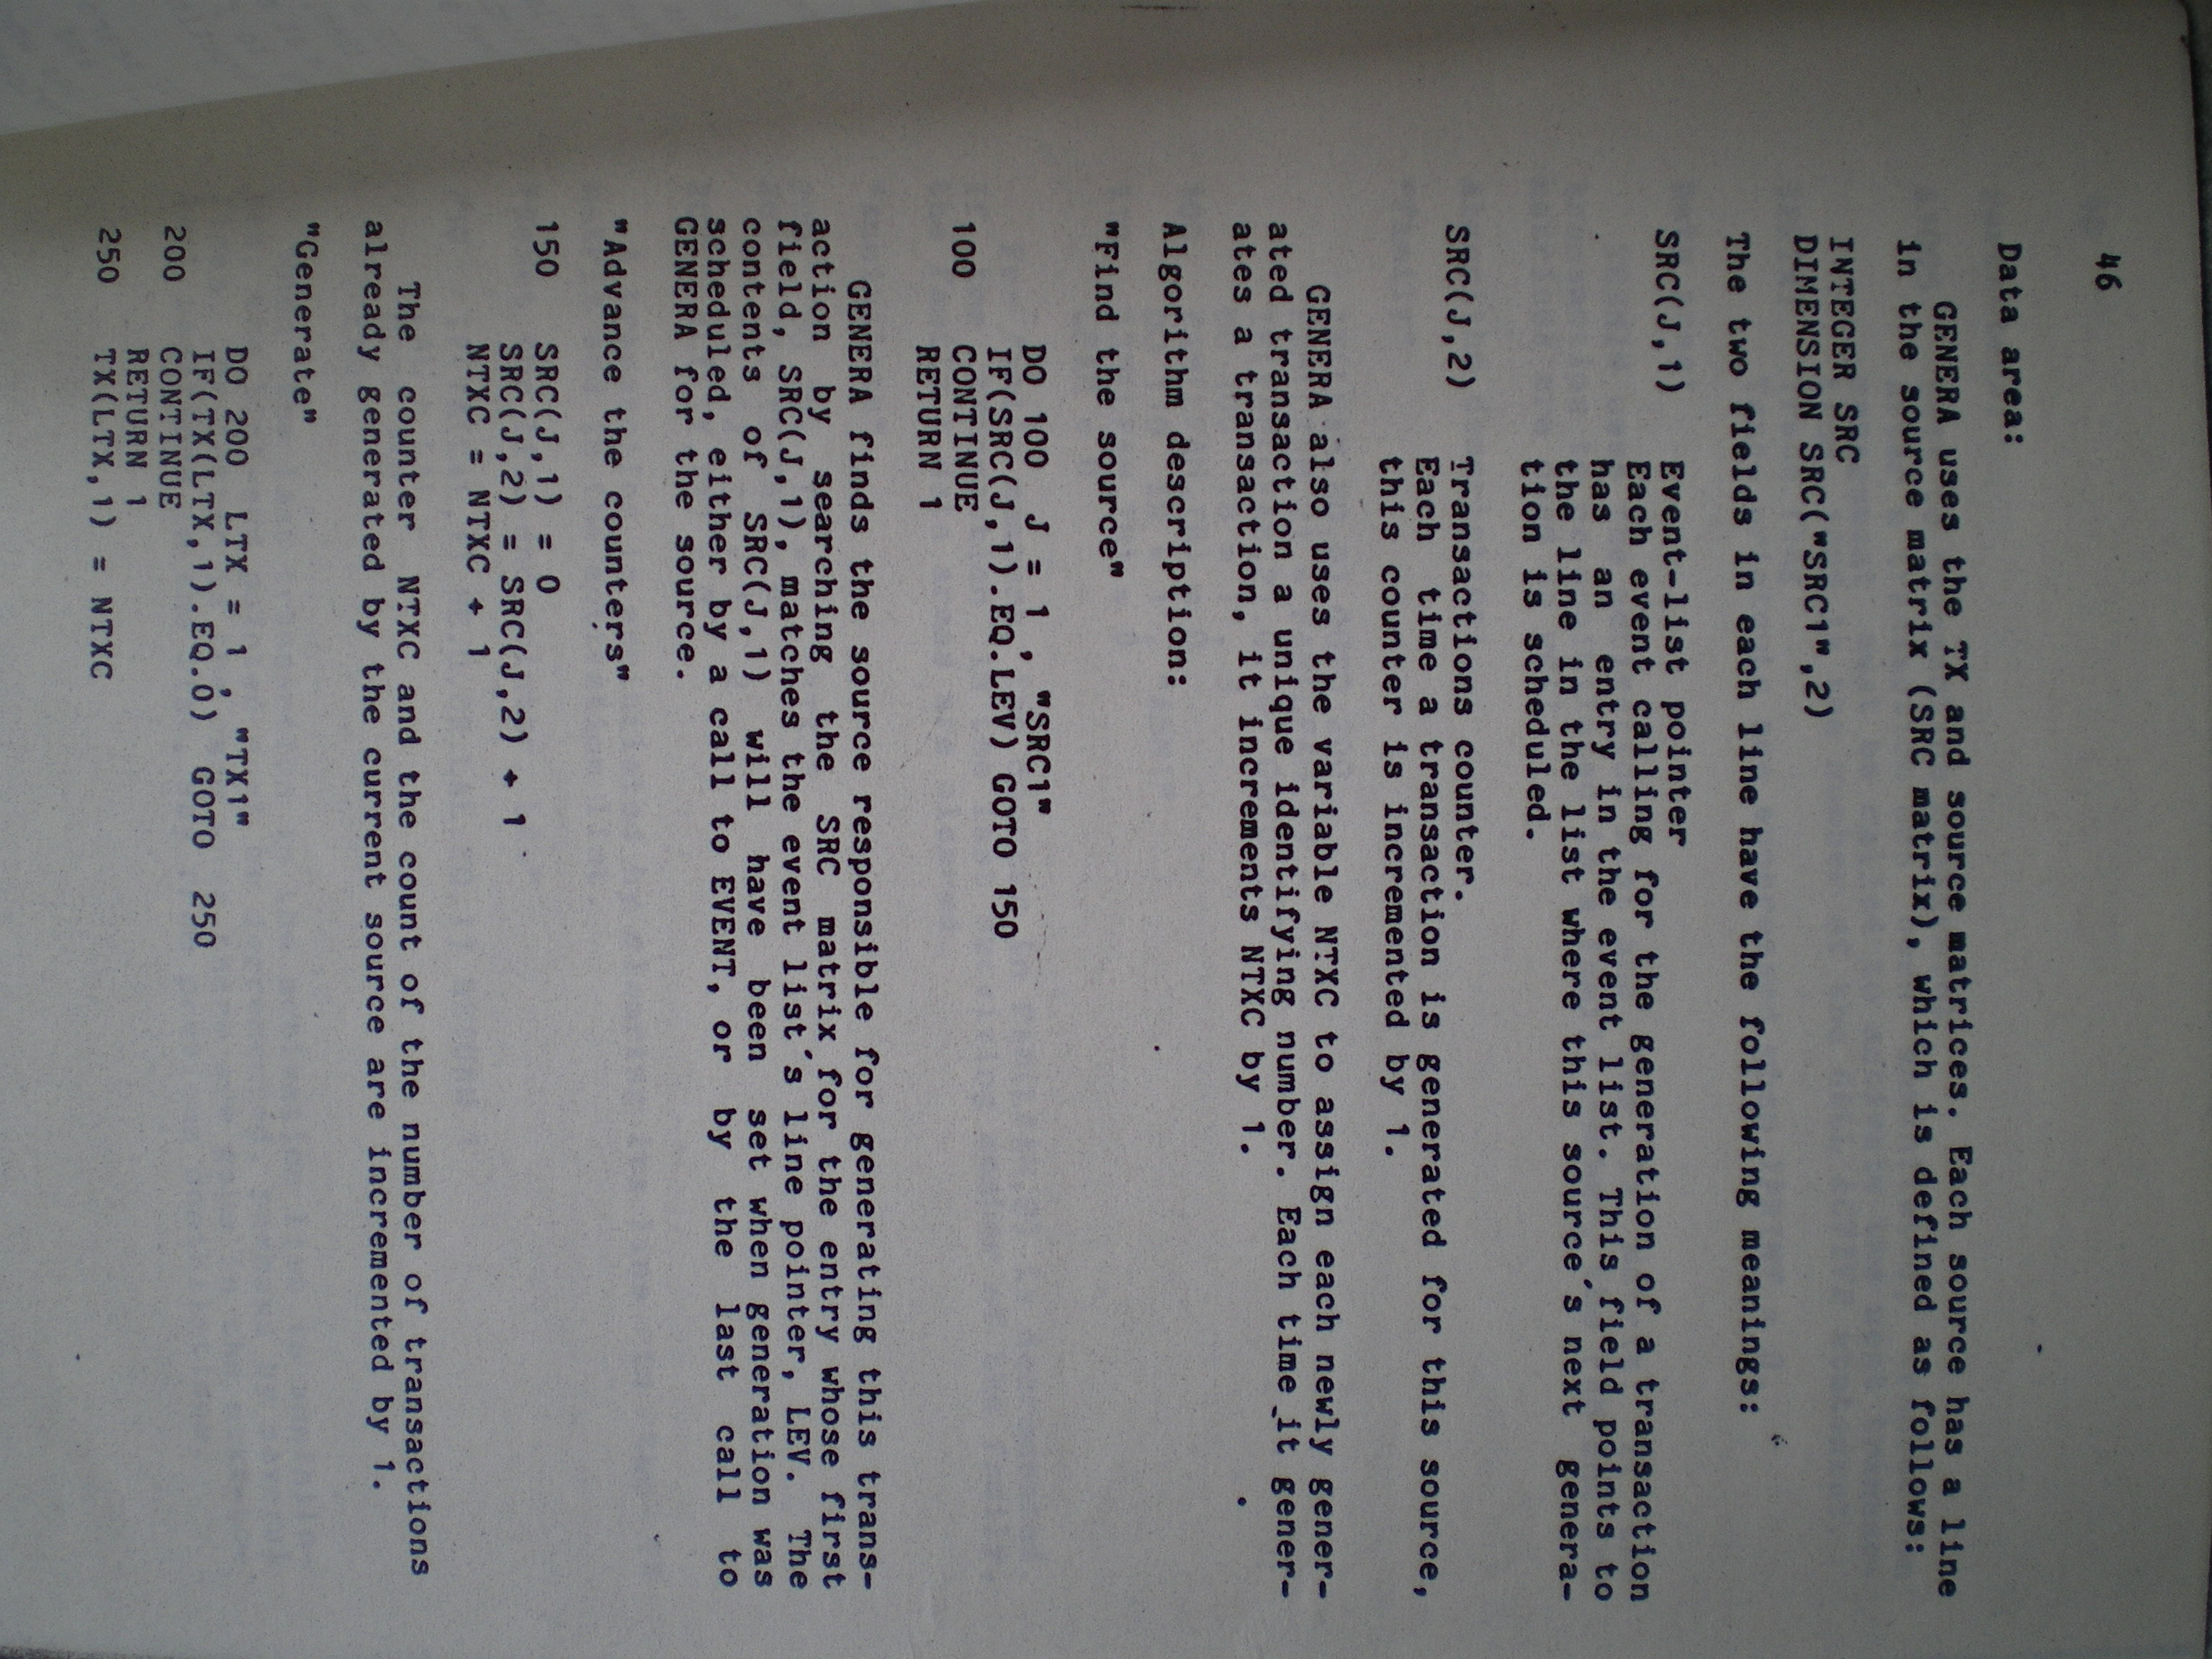 46
Data area:
GENERA uses the TX and source matrices. Each source has a line
in the source matrix (SRC matrix), which is defined as follows:
INTEGER SRC
DIMENSION SRC("SRC1",2)
The two fields in each line have the following meanings:
SRC(J,1) Event-list pointer
Each event calling for the generation of a transaction
has an entry in the event list. This field points to
the line in the list where this source's next genera-
tion is scheduled.
SRC(J,2) Transactions counter.
Each time a transaction is generated for this source,
this counter is incremented by 1.
GENERA also uses the variable NTXC to assign each newly gener-
ated transaction a unique identifying number. Each time it gener-
ates a transaction, it increments NTXC by 1.
Algorithm description:
"Find the source"
DO 100 J = 1 , "SRC1"
IF(SRC(J,1).EQ.LEV) GOTO 150
100 CONTINUE
RETURN 1
GENERA finds the source responsible for generating this trans-
action by searching the SRC matrix for the entry whose first
field, SRC(J,1), matches the event list's line pointer, LEV. The
contents of SRC(J,1) will have been set when generation was
scheduled, either by a call to EVENT, or by the last call to
GENERA for the source.
"Advance the counters"
150 SRC(J,1) = 0
SRC(J,2) = SRC(J,2) + 1
NTXC = NTXC + 1
The counter NTXC and the count of the number of transactions
already generated by the current source are incremented by 1.
"Generate"
DO 200 LTX = 1 , "TX1"
IF(TX(LTX,1).EQ.0) GOTO 250
200 CONTINUE
RETURN 1
250 TX(LTX,1) = NTXC